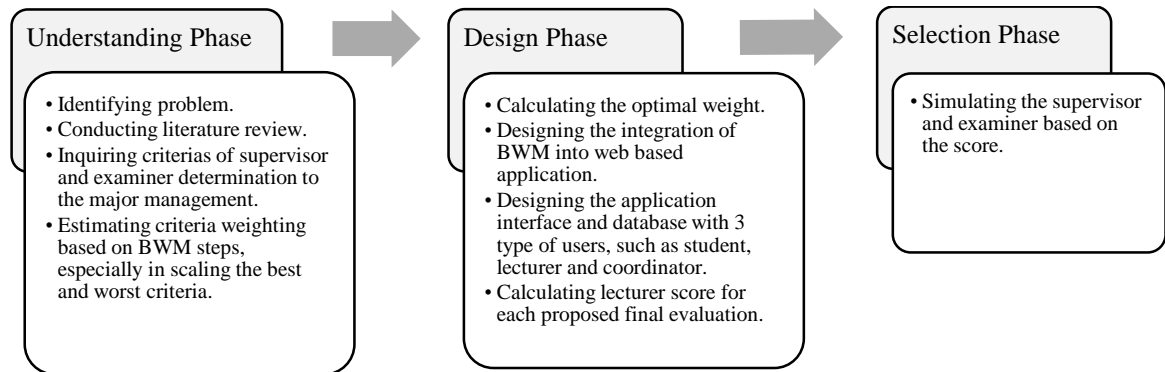 Understanding Phase
• Identifying problem.
• Conducting literature review.
• Inquiring criterias of supervisor
and examiner determination to
the major management.
• Estimating criteria weighting
based on BWM steps,
especially in scaling the best
and worst criteria.
Design Phase
• Calculating the optimal weight.
• Designing the integration of
BWM into web based
application.
• Designing the application
interface and database with 3
type of users, such as student,
lecturer and coordinator.
• Calculating lecturer score for
each proposed final evaluation.
Selection Phase
• Simulating the supervisor
and examiner based on
the score.